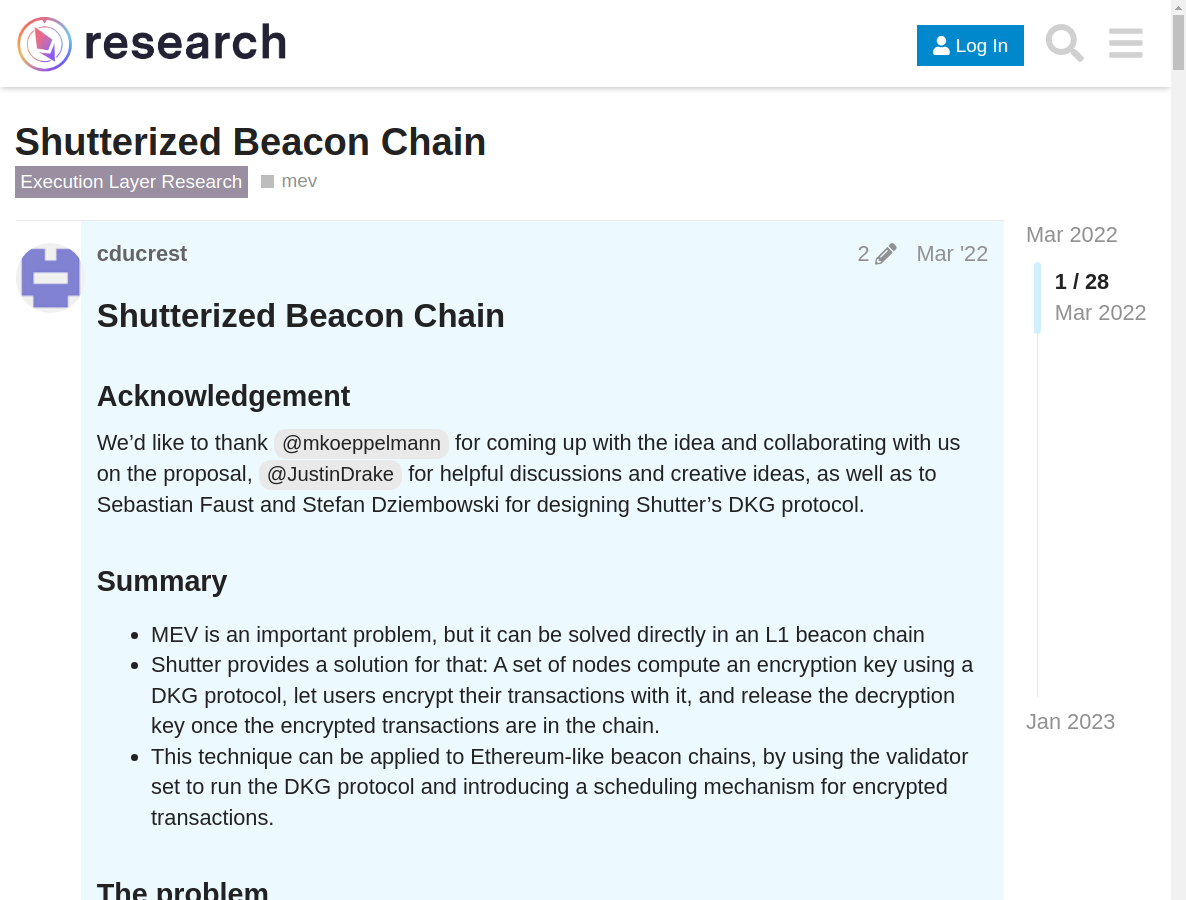 research
Log In
Shutterized Beacon Chain
Execution Layer Research mev
cducrest 2 Mar '22
Mar 2022
1 / 28
Mar 2022
Shutterized Beacon Chain
Acknowledgement
We’d like to thank @mkoeppelmann for coming up with the idea and collaborating with us
on the proposal, @JustinDrake for helpful discussions and creative ideas, as well as to
Sebastian Faust and Stefan Dziembowski for designing Shutter’s DKG protocol.
Summary
• MEV is an important problem, but it can be solved directly in an L1 beacon chain
• Shutter provides a solution for that: A set of nodes compute an encryption key using a
DKG protocol, let users encrypt their transactions with it, and release the decryption
key once the encrypted transactions are in the chain.
• This technique can be applied to Ethereum-like beacon chains, by using the validator
set to run the DKG protocol and introducing a scheduling mechanism for encrypted
transactions.
Jan 2023
The problem